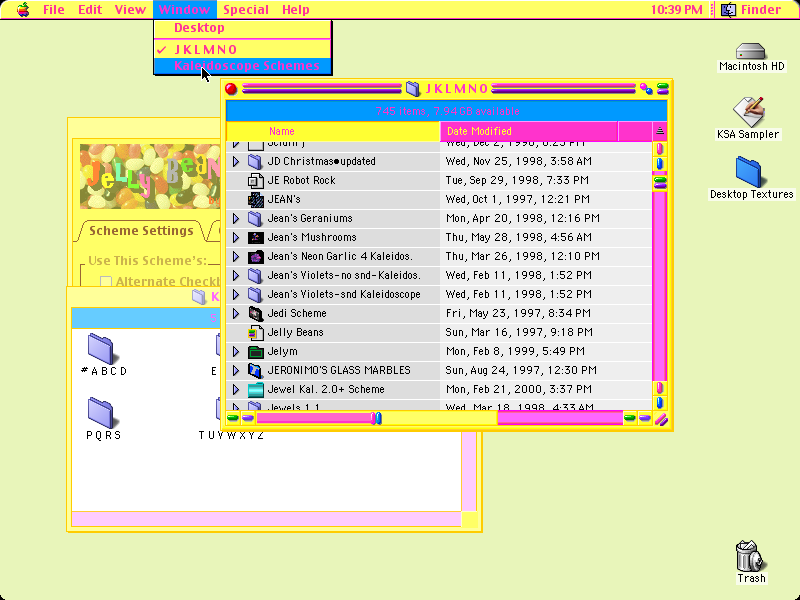 File Edit View Window Special Help 10:39 PM Finder
Desktop
✓ JKLMNO
Kaleidoscope Schemes
JKLMNO
Name Date Modified
Wed, Dec 2, 1998, 8:25 PM
JD Christmas•updated Wed, Nov 25, 1998, 3:58 AM
JE Robot Rock Tue, Sep 29, 1998, 7:33 PM
JEAN's Wed, Oct 1, 1997, 12:21 PM
Jean's Geraniums Mon, Apr 20, 1998, 12:16 PM
Jean's Mushrooms Thu, May 28, 1998, 4:56 AM
Jean's Neon Garlic 4 Kaleidos. Thu, Mar 26, 1998, 12:10 PM
Jean's Violets-no snd-Kaleidos. Wed, Feb 11, 1998, 1:52 PM
Jean's Violets-snd Kaleidoscope Wed, Feb 11, 1998, 1:52 PM
Jedi Scheme Fri, May 23, 1997, 8:34 PM
Jelly Beans Sun, Mar 16, 1997, 9:18 PM
Jelym Mon, Feb 8, 1999, 5:49 PM
JERONIMO'S GLASS MARBLES Sun, Aug 24, 1997, 12:30 PM
Jewel Kal. 2.0+ Scheme Mon, Feb 21, 2000, 3:37 PM
Jewels 1.1 Wed, Mar 18, 1998, 4:33 AM
JELLY BEAN
Scheme Settings
Use This Scheme's:
Alternate Checkb
K
#ABCD E
PQRS TUVWXYZ
Macintosh HD
KSA Sampler
Desktop Textures
Trash